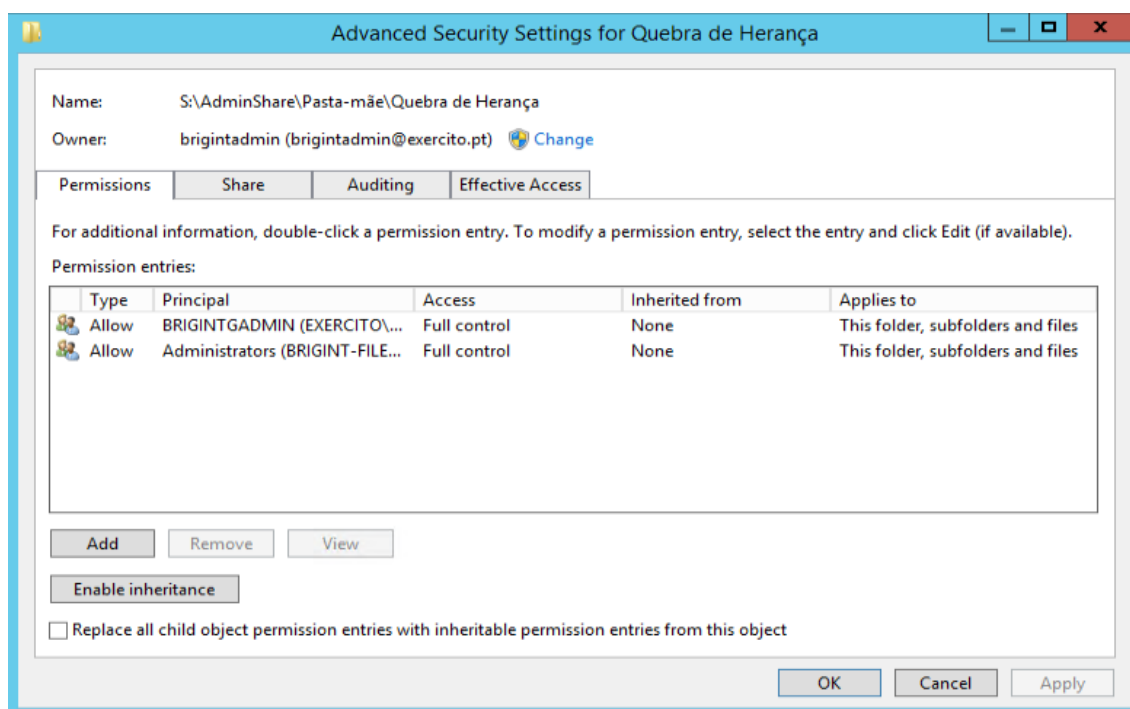 Advanced Security Settings for Quebra de Herança
Name: S:\AdminShare\Pasta-mãe\Quebra de Herança
Owner: brigintadmin (brigintadmin@exercito.pt) Change
Permissions Share Auditing Effective Access
For additional information, double-click a permission entry. To modify a permission entry, select the entry and click Edit (if available).
Permission entries:
Type Principal Access Inherited from Applies to
Allow BRIGINTGADMIN (EXERCITO\... Full control None This folder, subfolders and files
Allow Administrators (BRIGINT-FILE... Full control None This folder, subfolders and files
Add Remove View
Enable inheritance
Replace all child object permission entries with inheritable permission entries from this object
OK Cancel Apply